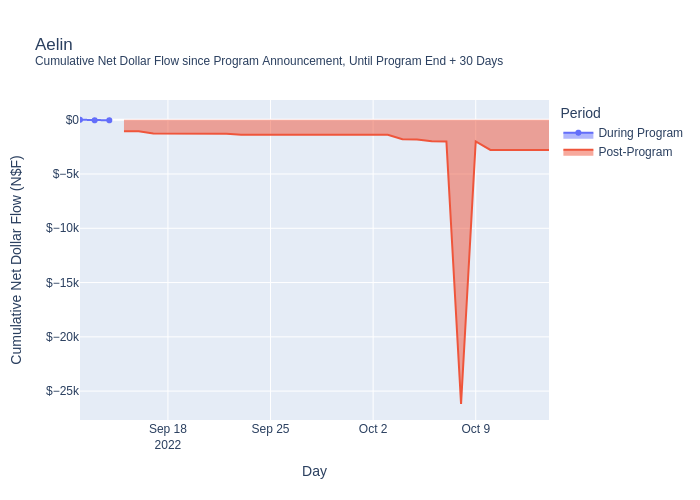 Aelin
Cumulative Net Dollar Flow since Program Announcement, Until Program End + 30 Days
Period
During Program
Post-Program
Cumulative Net Dollar Flow (N$F)
$0
$−5k
$−10k
$−15k
$−20k
$−25k
Sep 18
2022
Sep 25
Oct 2
Oct 9
Day